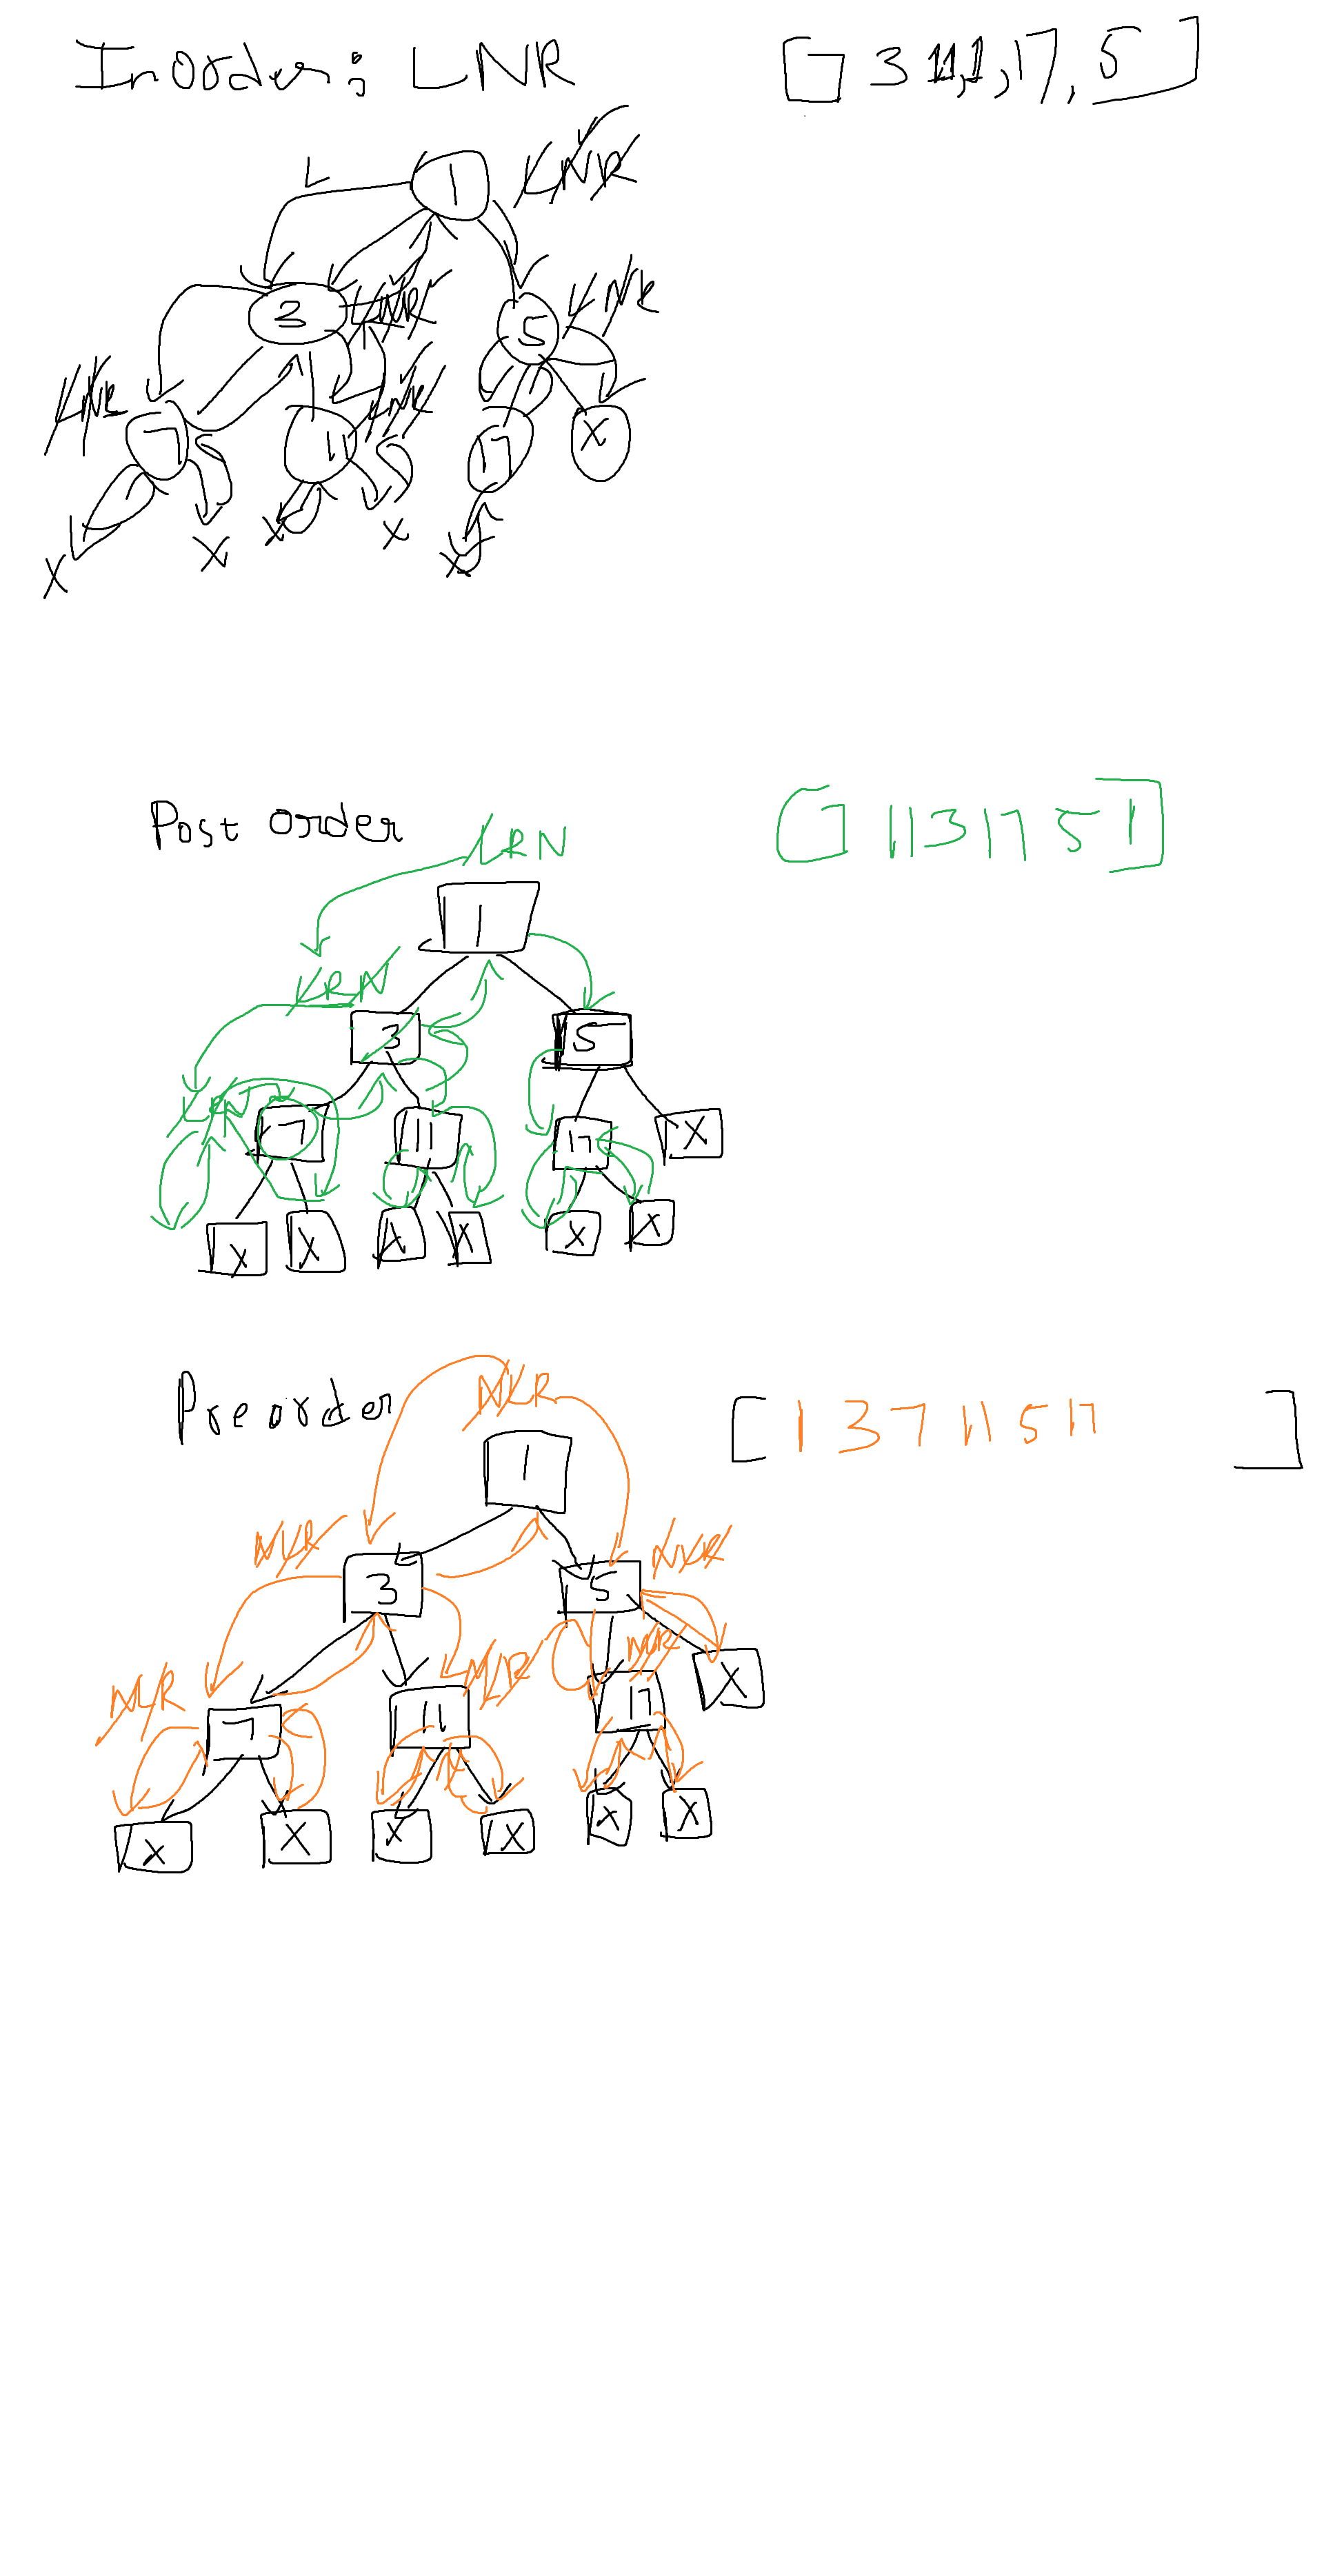 Inorder; LNR [7 3 11,1,17,5]
1 LNR
L
3 LNR 5 LNR
LNR 7 11 LNR 17 X
X X X X X
Post order [7 11 3 17 5 1]
LRN
1
LRN
3 5
LRN 7 11 17 X
X X X X X X
Preorder [1 3 7 11 5 17 ]
NLR
1
NLR 3 5 NLR
NLR 7 11 NLR 17 NLR X
X X X X X X